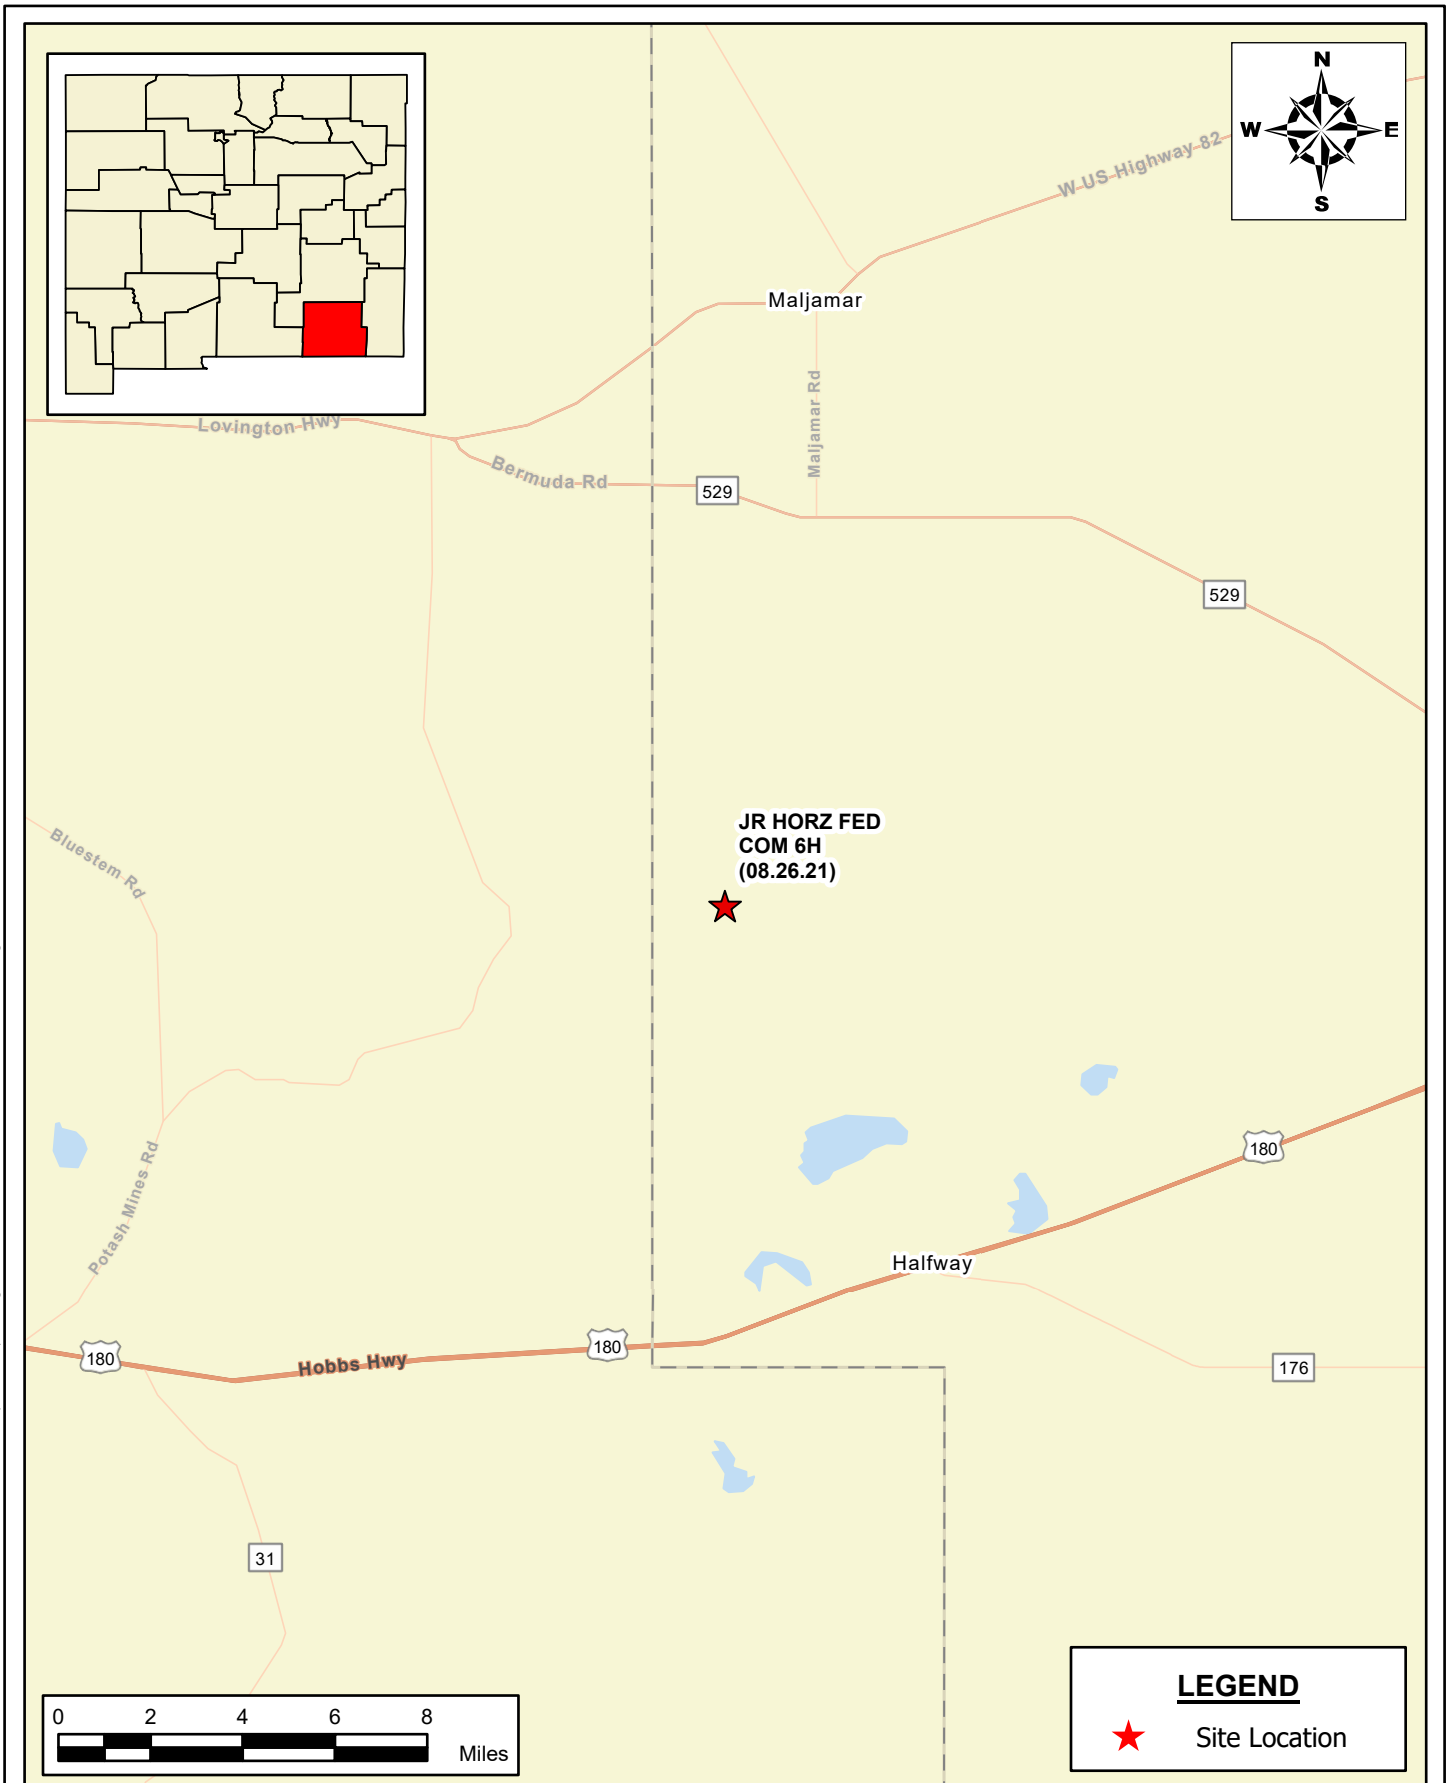 N
W
E
S
W US Highway 82
Maljamar
Maljamar Rd
Lovington Hwy
Bermuda Rd
529
529
JR HORZ FED
COM 6H
(08.26.21)
Bluestem Rd
Potash Mines Rd
180
Halfway
180
180
Hobbs Hwy
176
31
0 2 4 6 8
Miles
LEGEND
Site Location